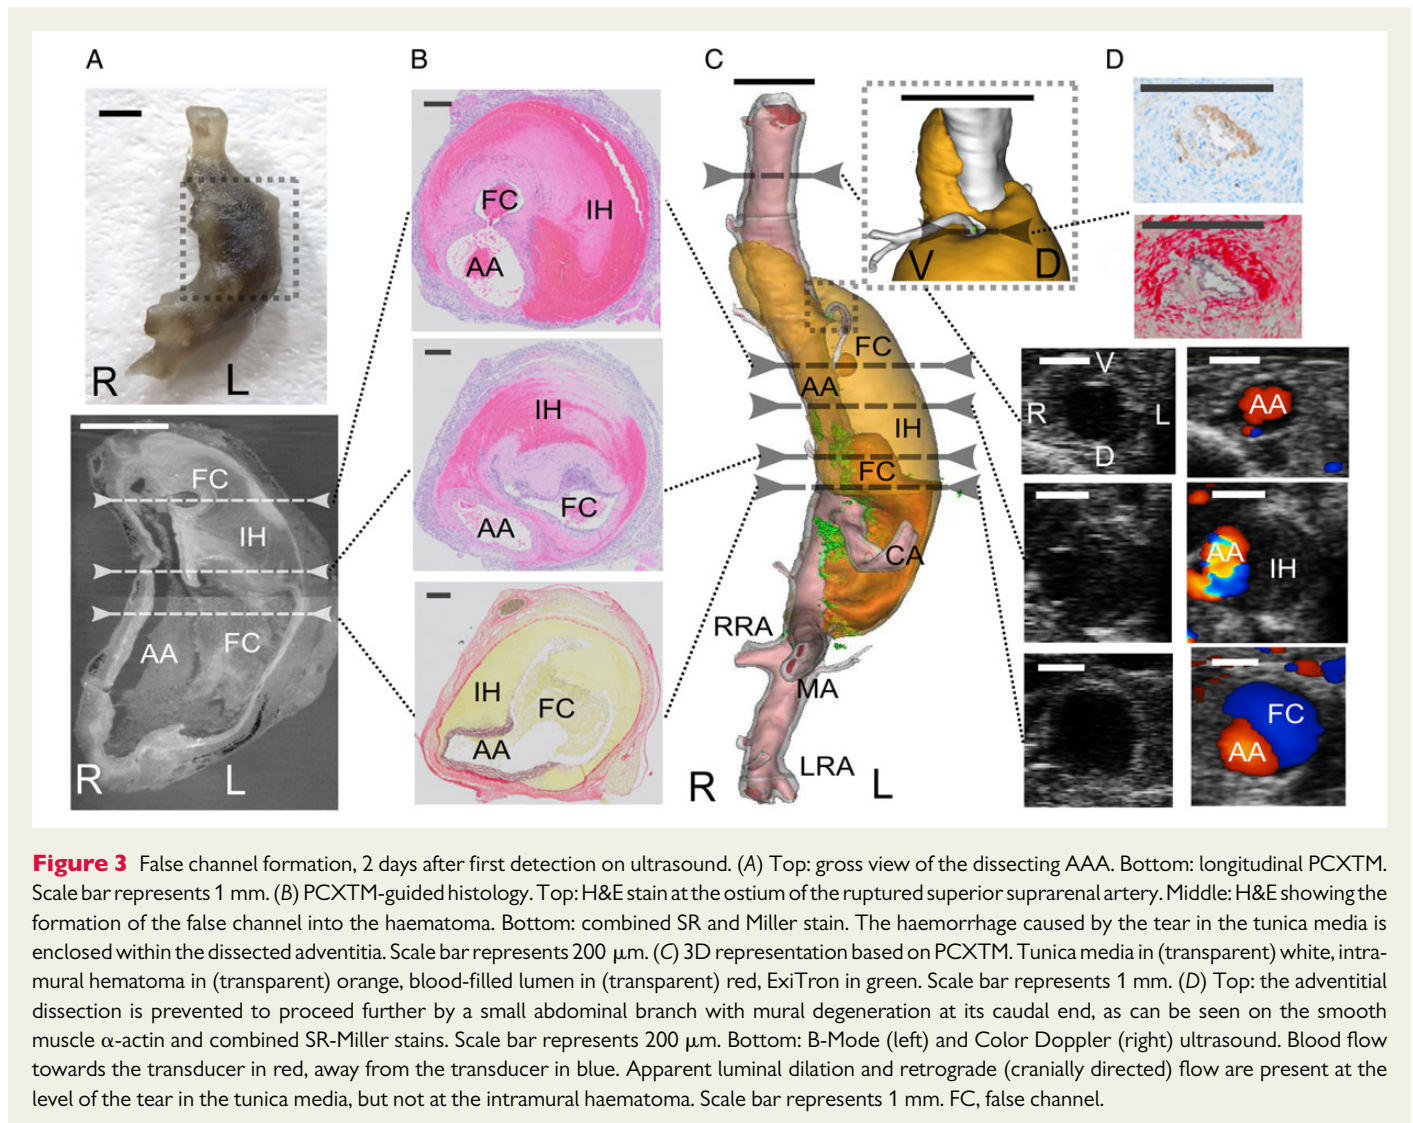 A
B
C
D
R L
FC
IH
AA FC
R L
FC
IH
AA
IH
AA FC
IH
FC
AA
FC
AA
IH
FC
CA
RRA
MA
LRA
R L
V D
V
R L
D
AA
AA IH
FC
AA
Figure 3 False channel formation, 2 days after first detection on ultrasound. (A) Top: gross view of the dissecting AAA. Bottom: longitudinal PCXTM.
Scale bar represents 1 mm. (B) PCXTM-guided histology. Top: H&E stain at the ostium of the ruptured superior suprarenal artery. Middle: H&E showing the
formation of the false channel into the haematoma. Bottom: combined SR and Miller stain. The haemorrhage caused by the tear in the tunica media is
enclosed within the dissected adventitia. Scale bar represents 200 μm. (C) 3D representation based on PCXTM. Tunica media in (transparent) white, intra-
mural hematoma in (transparent) orange, blood-filled lumen in (transparent) red, ExiTron in green. Scale bar represents 1 mm. (D) Top: the adventitial
dissection is prevented to proceed further by a small abdominal branch with mural degeneration at its caudal end, as can be seen on the smooth
muscle α-actin and combined SR-Miller stains. Scale bar represents 200 μm. Bottom: B-Mode (left) and Color Doppler (right) ultrasound. Blood flow
towards the transducer in red, away from the transducer in blue. Apparent luminal dilation and retrograde (cranially directed) flow are present at the
level of the tear in the tunica media, but not at the intramural haematoma. Scale bar represents 1 mm. FC, false channel.